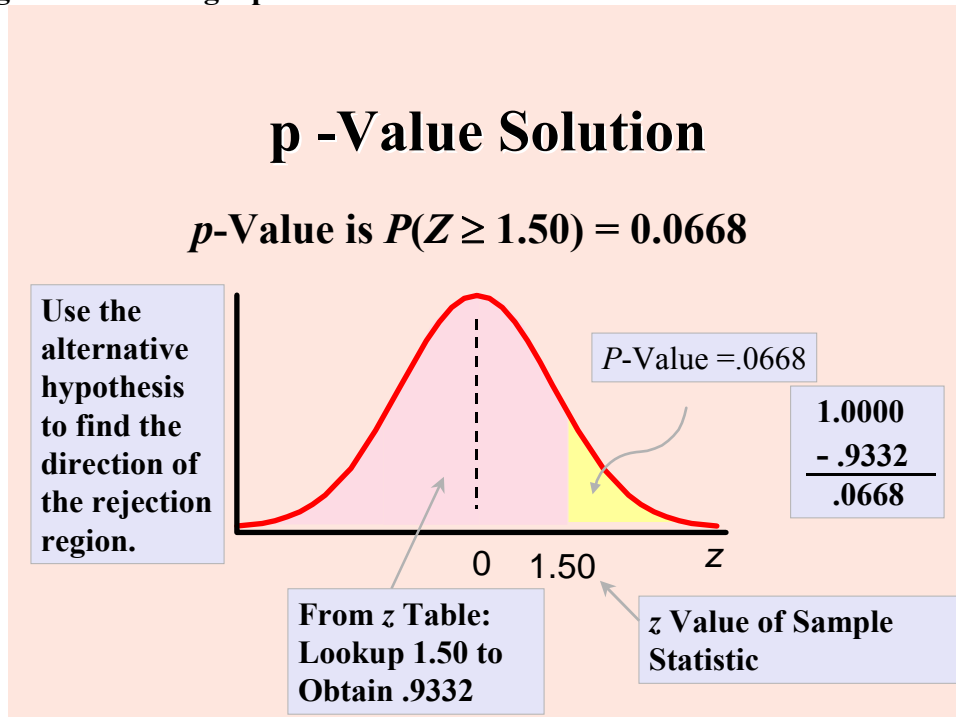 p -Value Solution
p-Value is P(Z ≥ 1.50) = 0.0668
Use the
alternative
hypothesis
to find the
direction of
the rejection
region.
P-Value =.0668
1.0000
- .9332
.0668
0
1.50
z
From z Table:
Lookup 1.50 to
Obtain .9332
z Value of Sample
Statistic